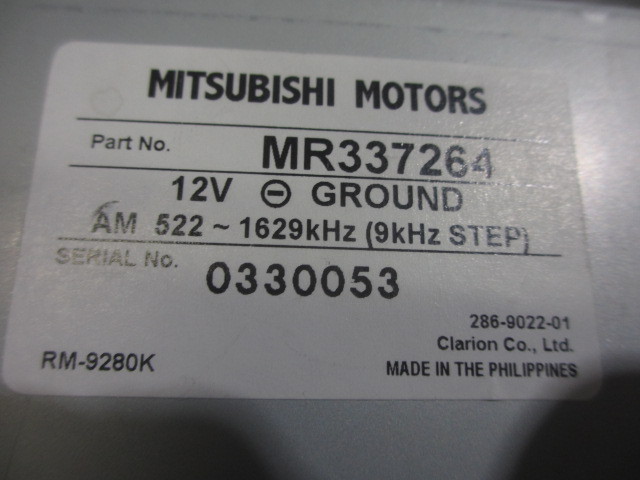 MITSUBISHI MOTORS
Part No. MR337264
12V ⊖ GROUND
AM 522 ~ 1629kHz (9kHz STEP)
SERIAL No. 0330053
286-9022-01
Clarion Co., Ltd.
RM-9280K MADE IN THE PHILIPPINES